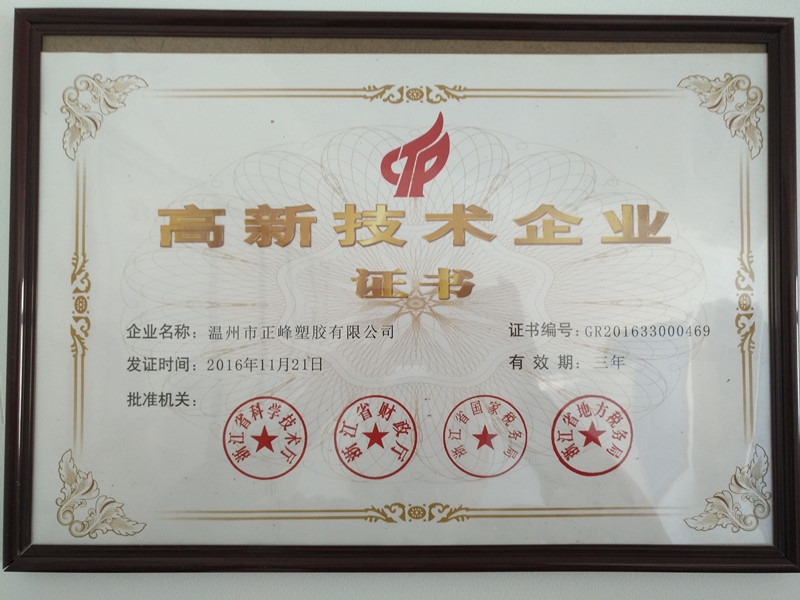 高新技术企业
证书
企业名称：温州市正峰塑胶有限公司
证书编号：GR201633000469
发证时间：2016年11月21日
有 效 期：三年
批准机关：
浙江省科学技术厅
浙江省财政厅
浙江省国家税务局
浙江省地方税务局